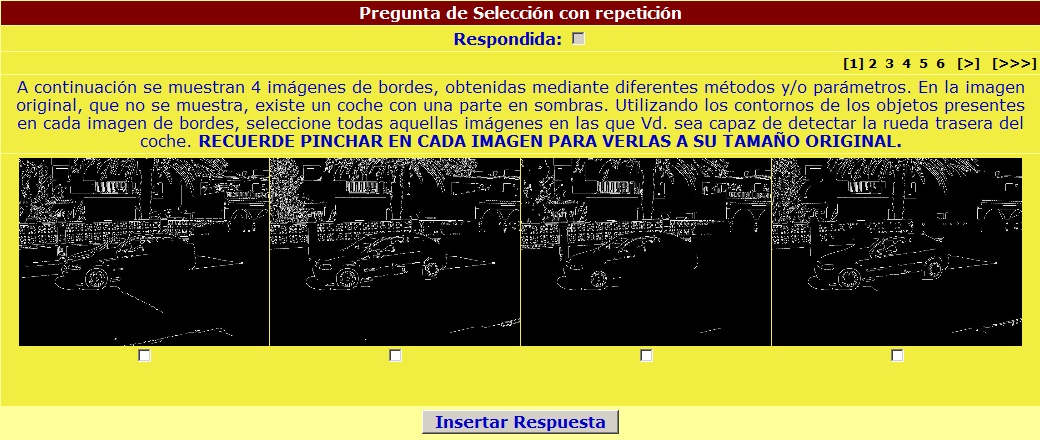 Pregunta de Selección con repetición
Respondida:
[1] 2 3 4 5 6 [>] [>>>]
A continuación se muestran 4 imágenes de bordes, obtenidas mediante diferentes métodos y/o parámetros. En la imagen
original, que no se muestra, existe un coche con una parte en sombras. Utilizando los contornos de los objetos presentes
en cada imagen de bordes, seleccione todas aquellas imágenes en las que Vd. sea capaz de detectar la rueda trasera del
coche. RECUERDE PINCHAR EN CADA IMAGEN PARA VERLAS A SU TAMAÑO ORIGINAL.
Insertar Respuesta